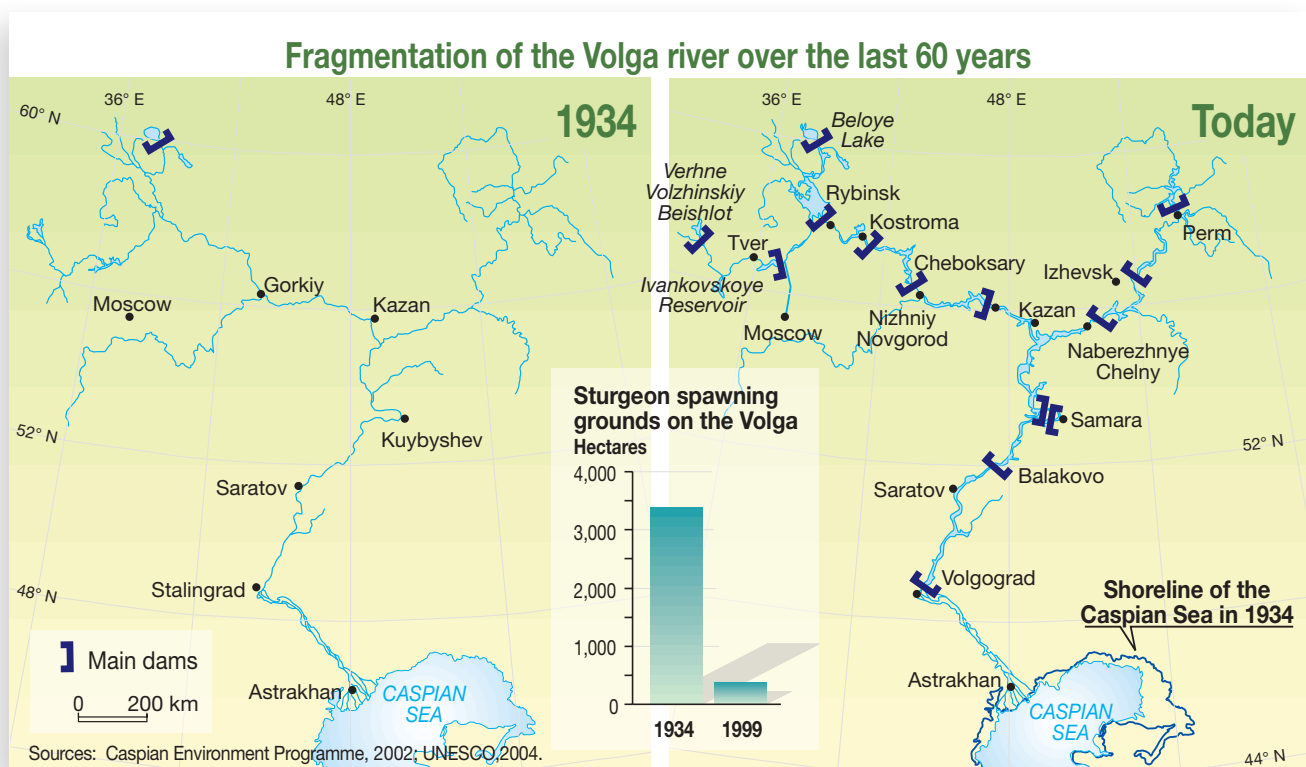 Fragmentation of the Volga river over the last 60 years
36° E
48° E
60° N
1934
Moscow
Gorkiy
Kazan
Kuybyshev
52° N
Saratov
Stalingrad
48° N
Main dams
0 200 km
Astrakhan
CASPIAN
SEA
Sources: Caspian Environment Programme, 2002; UNESCO,2004.
Sturgeon spawning
grounds on the Volga
Hectares
4,000
3,000
2,000
1,000
0
1934 1999
36° E
48° E
Today
Beloye
Lake
Verhne
Volzhinskiy
Beishlot
Rybinsk
Kostroma
Tver
Ivankovskoye
Reservoir
Moscow
Cheboksary
Nizhniy
Novgorod
Izhevsk
Perm
Kazan
Naberezhnye
Chelny
Samara
52° N
Balakovo
Saratov
Volgograd
Shoreline of the
Caspian Sea in 1934
Astrakhan
CASPIAN
SEA
44° N